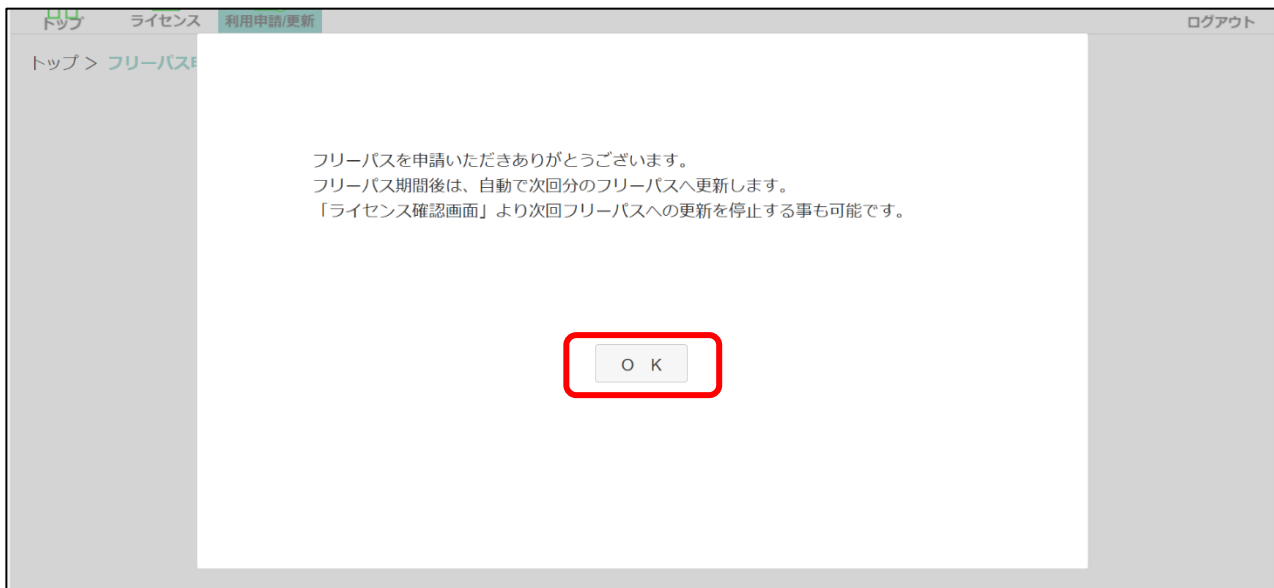 トップ ライセンス 利用申請/更新 ログアウト
トップ > フリーパス
フリーパスを申請いただきありがとうございます。
フリーパス期間後は、自動で次回分のフリーパスへ更新します。
「ライセンス確認画面」より次回フリーパスへの更新を停止する事も可能です。
O K